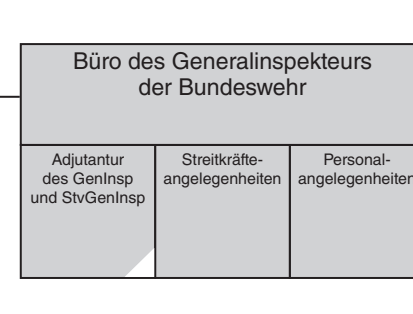 Büro des Generalinspekteurs
der Bundeswehr
Adjutantur
des GenInsp
und StvGenInsp
Streitkräfte-
angelegenheiten
Personal-
angelegenheiten